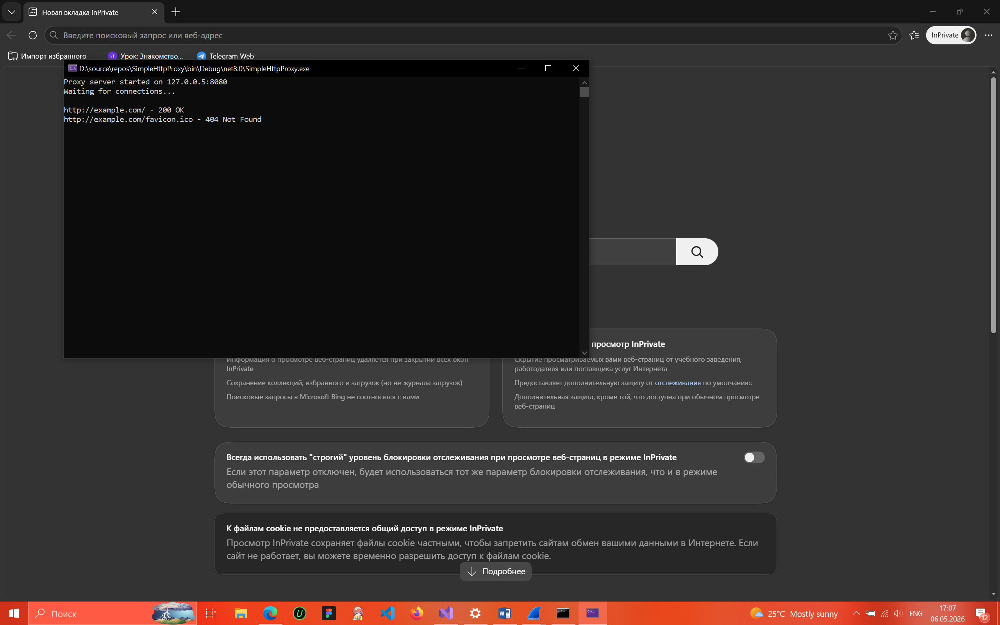 Новая вкладка InPrivate
Введите поисковый запрос или веб-адрес
InPrivate
Импорт избранного
Урок: Знакомство...
Telegram Web
D:\source\repos\SimpleHttpProxy\bin\Debug\net8.0\SimpleHttpProxy.exe
Proxy server started on 127.0.0.5:8080
Waiting for connections...
http://example.com/ - 200 OK
http://example.com/favicon.ico - 404 Not Found
просмотр InPrivate
Информация о просмотре веб-страниц удаляется при закрытии всех окон
InPrivate
Сохранение коллекций, избранного и загрузок (но не журнала загрузок)
Поисковые запросы в Microsoft Bing не соотносятся с вами
Скрытие просматриваемых вами веб-страниц от учебного заведения,
работодателя или поставщика услуг Интернета
Предоставляет дополнительную защиту от отслеживания по умолчанию:
Дополнительная защита, кроме той, что доступна при обычном просмотре
веб-страниц
Всегда использовать "строгий" уровень блокировки отслеживания при просмотре веб-страниц в режиме InPrivate
Если этот параметр отключен, будет использоваться тот же параметр блокировки отслеживания, что и в режиме
обычного просмотра
К файлам cookie не предоставляется общий доступ в режиме InPrivate
Просмотр InPrivate сохраняет файлы cookie частными, чтобы запретить сайтам обмен вашими данными в Интернете. Если
сайт не работает, вы можете временно разрешить доступ к файлам cookie.
Подробнее
Поиск
25°C Mostly sunny
ENG
17:07
06.05.2026
12